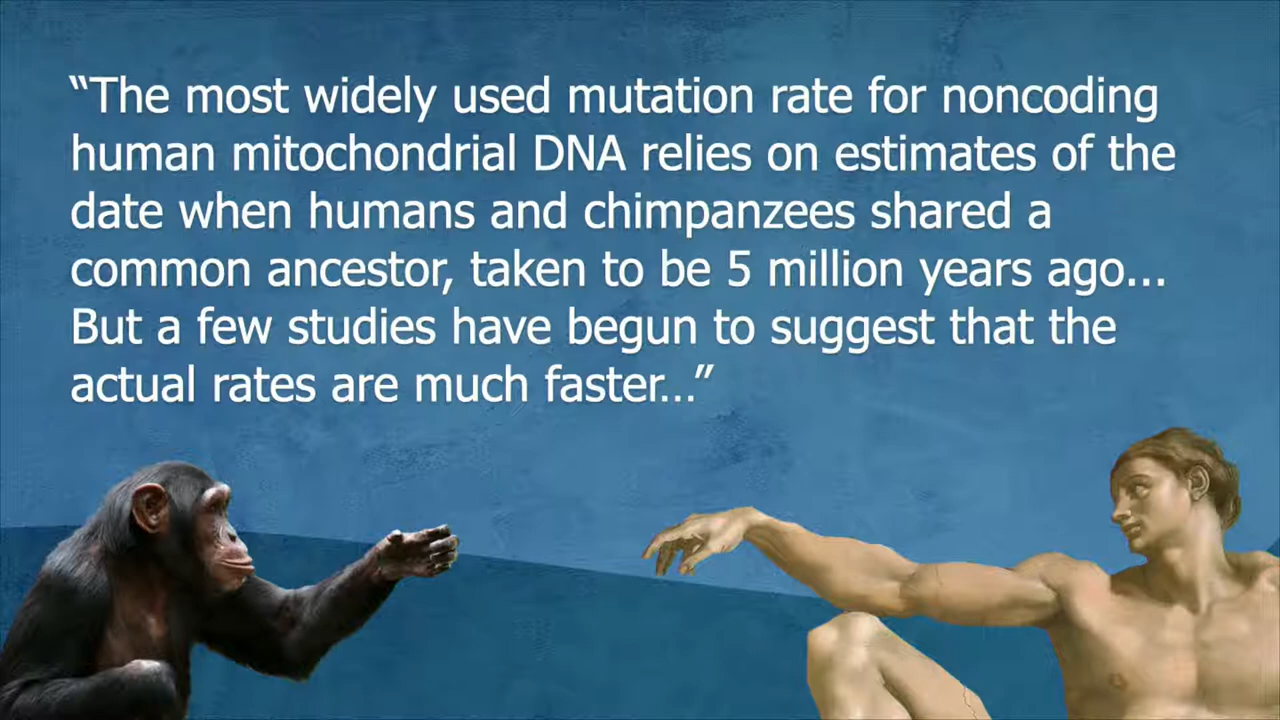 “The most widely used mutation rate for noncoding
human mitochondrial DNA relies on estimates of the
date when humans and chimpanzees shared a
common ancestor, taken to be 5 million years ago...
But a few studies have begun to suggest that the
actual rates are much faster...”